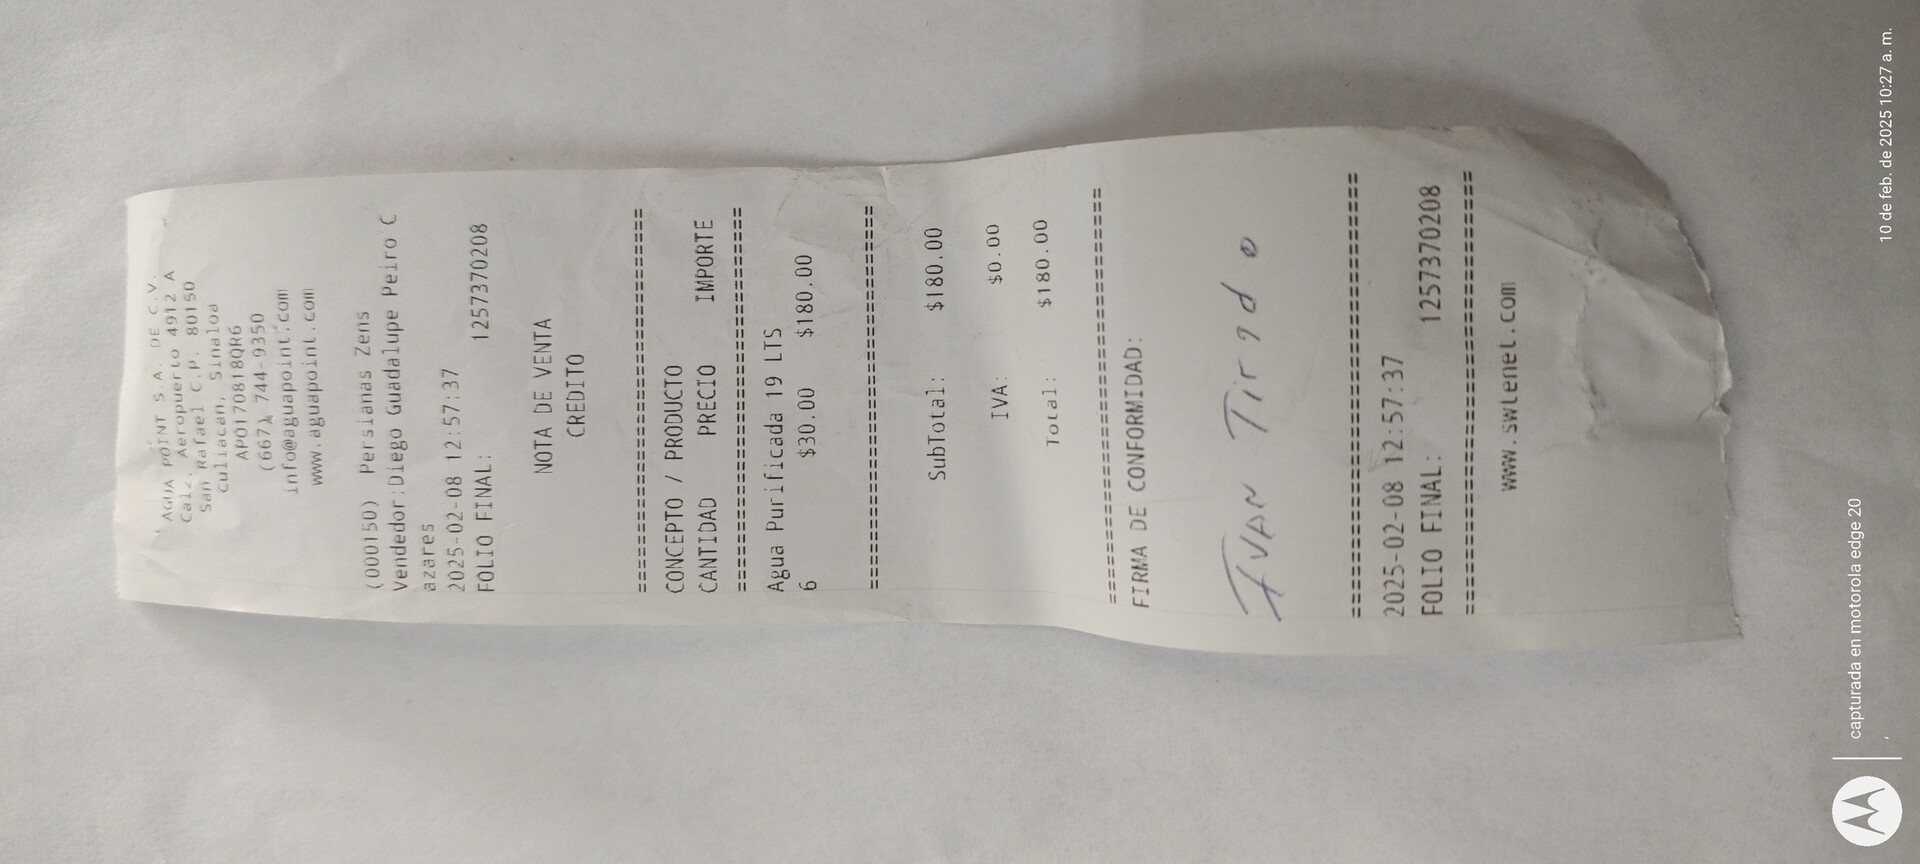 " AGUA POINT S.A. DE C.V. "
Calz. Aeropuerto 4912 A
San Rafael C.P. 80150
Culiacan, Sinaloa
APO170818QR6
(667) 744-9350
info@aguapoint.com
www.aguapoint.com
(000150) Persianas Zens
Vendedor:Diego Guadalupe Peiro C
azares
2025-02-08 12:57:37
FOLIO FINAL: 1257370208
NOTA DE VENTA
CREDITO
================================
CONCEPTO / PRODUCTO
CANTIDAD PRECIO IMPORTE
================================
Agua Purificada 19 LTS
6 $30.00 $180.00
================================
SubTotal: $180.00
IVA: $0.00
Total: $180.00
================================
FIRMA DE CONFORMIDAD:
IVAN Tirado
================================
2025-02-08 12:57:37
FOLIO FINAL: 1257370208
================================
www.swtenet.com
capturada en motorola edge 20
10 de feb. de 2025 10:27 a. m.